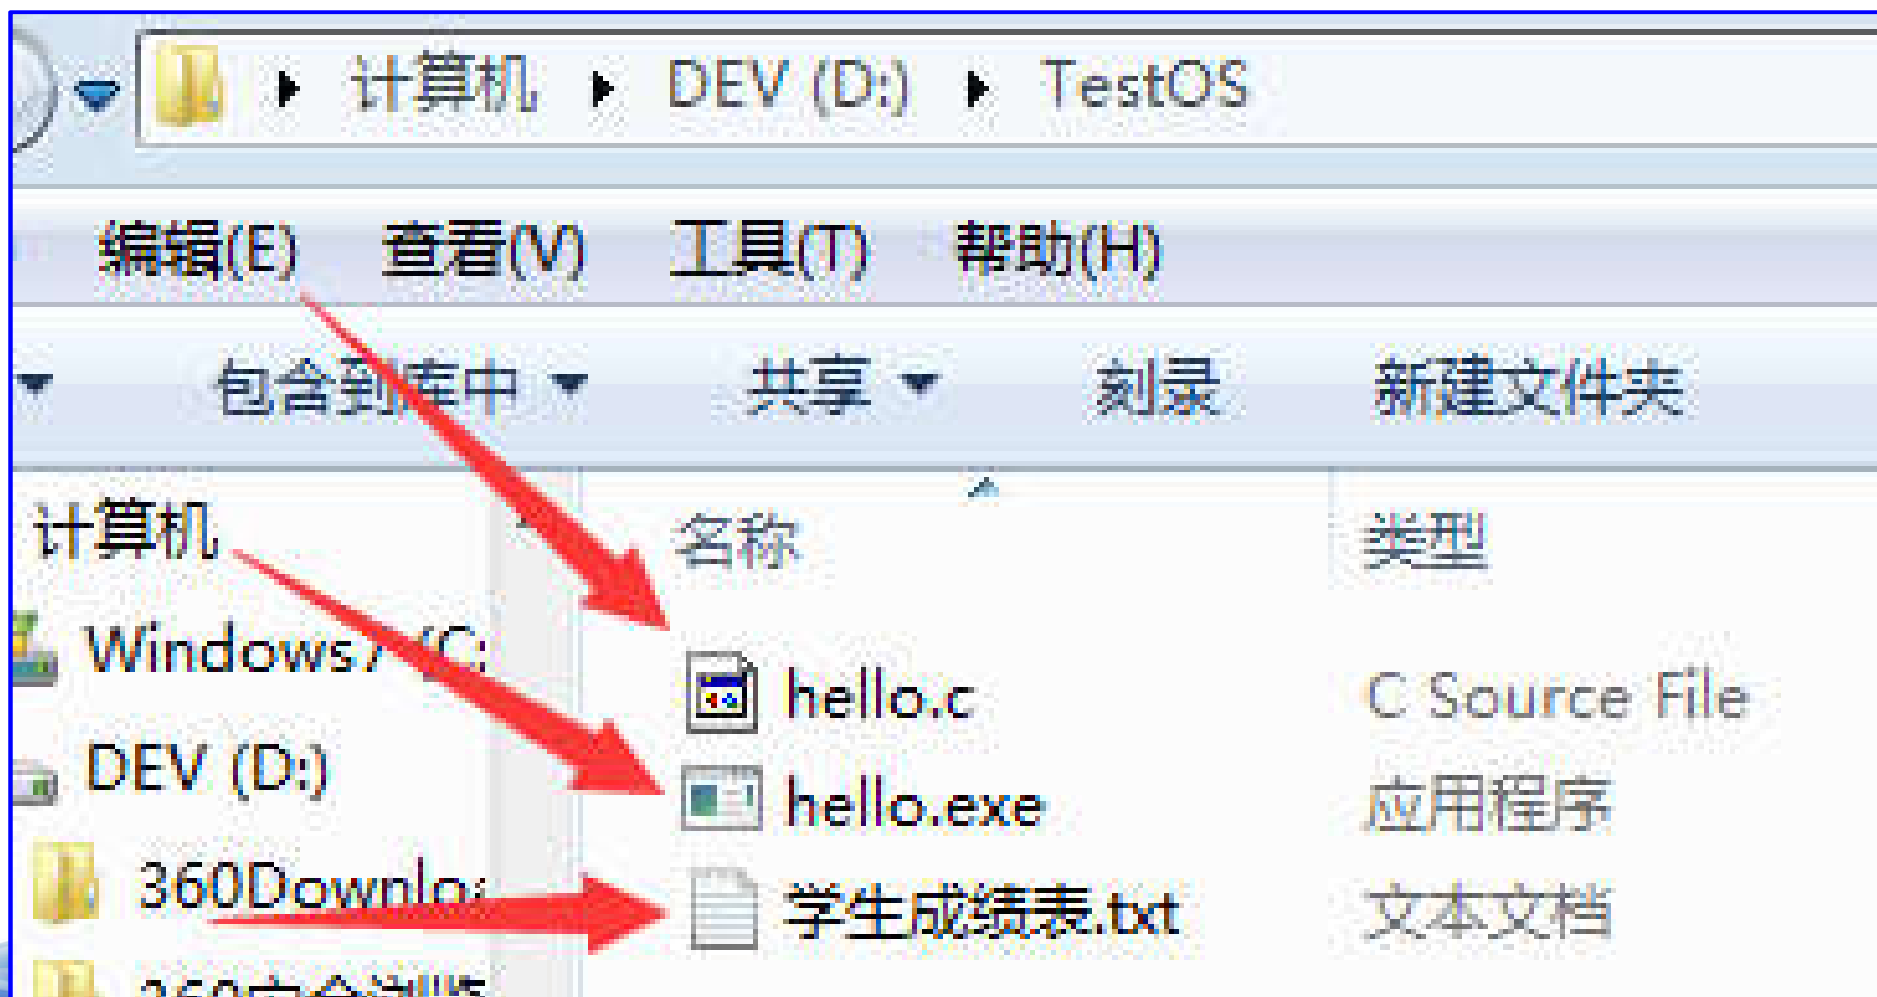 计算机 DEV (D:) TestOS
编辑(E) 查看(V) 工具(T) 帮助(H)
包含到库中 共享 刻录 新建文件夹
名称 类型
计算机
Windows7 (C:
DEV (D:)
360Downlo
hello.c C Source File
hello.exe 应用程序
学生成绩表.txt 文本文档